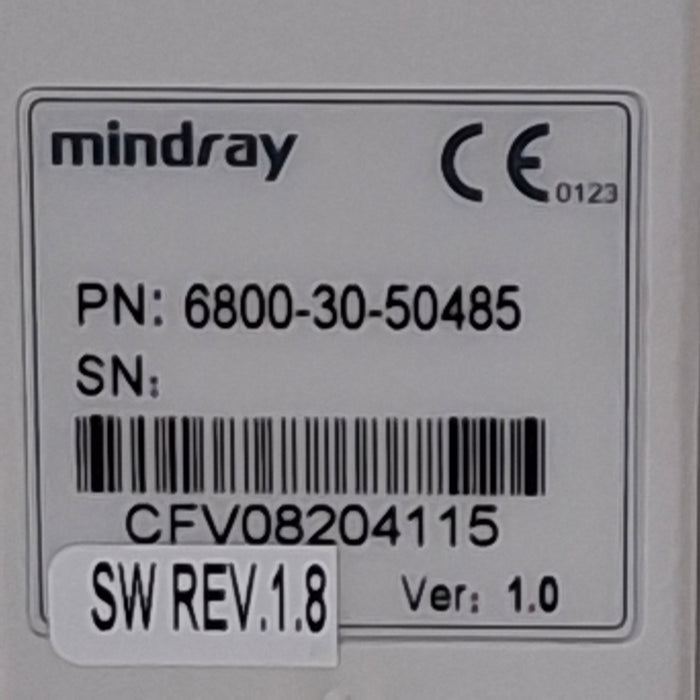 mindray CE 0123
PN: 6800-30-50485
SN:
CFV08204115
SW REV.1.8 Ver: 1.0